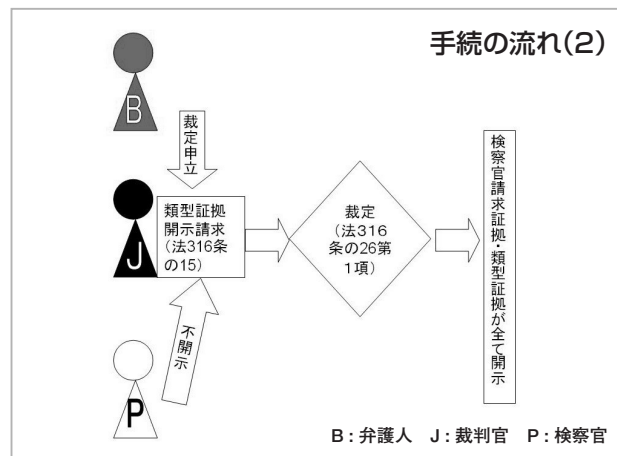 手続の流れ(2)
B
裁定申立
J
類型証拠
開示請求
(法316条
の15)
裁定
(法316
条の26第
1項)
検察官請求証拠・類型証拠が全て開示
不開示
P
B:弁護人 J:裁判官 P:検察官